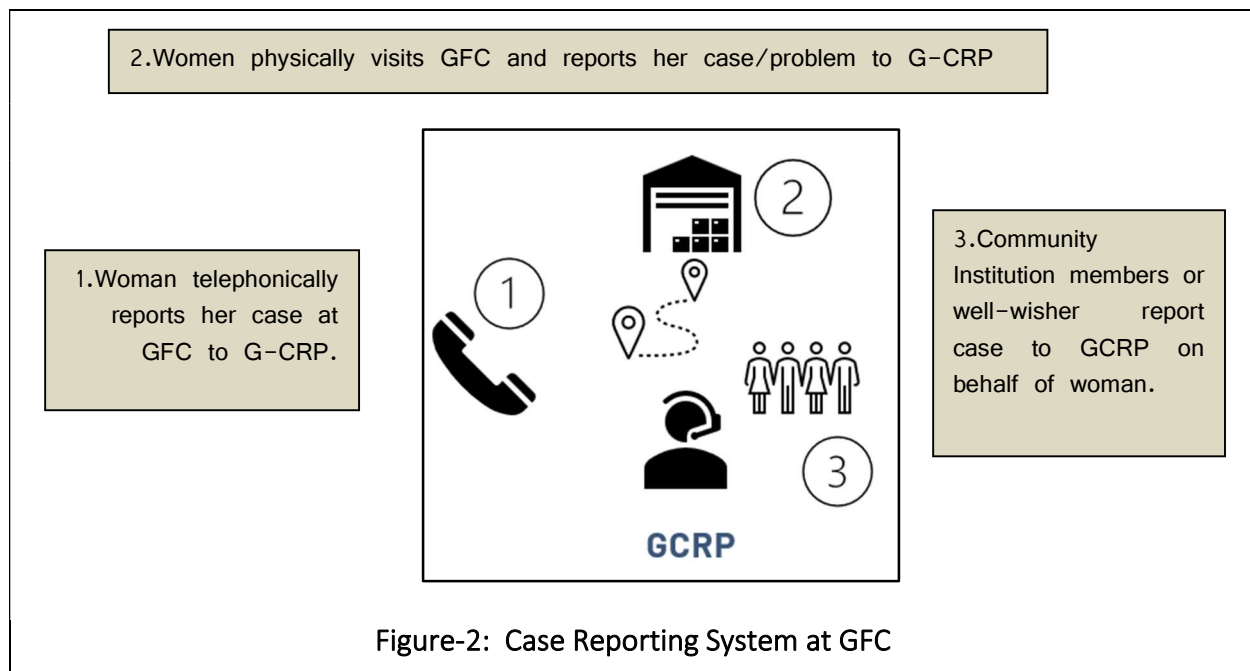 2.Women physically visits GFC and reports her case/problem to G-CRP
1.Woman telephonically
reports her case at
GFC to G-CRP.
1
2
3
GCRP
3.Community
Institution members or
well-wisher report
case to GCRP on
behalf of woman.
Figure-2: Case Reporting System at GFC